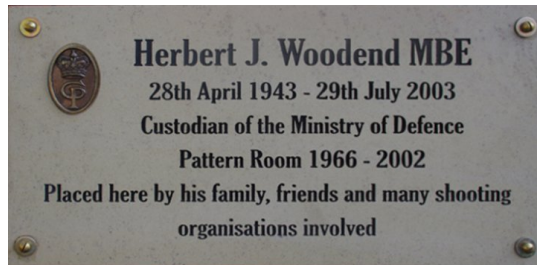 Herbert J. Woodend MBE
28th April 1943 - 29th July 2003
Custodian of the Ministry of Defence
Pattern Room 1966 - 2002
Placed here by his family, friends and many shooting
organisations involved